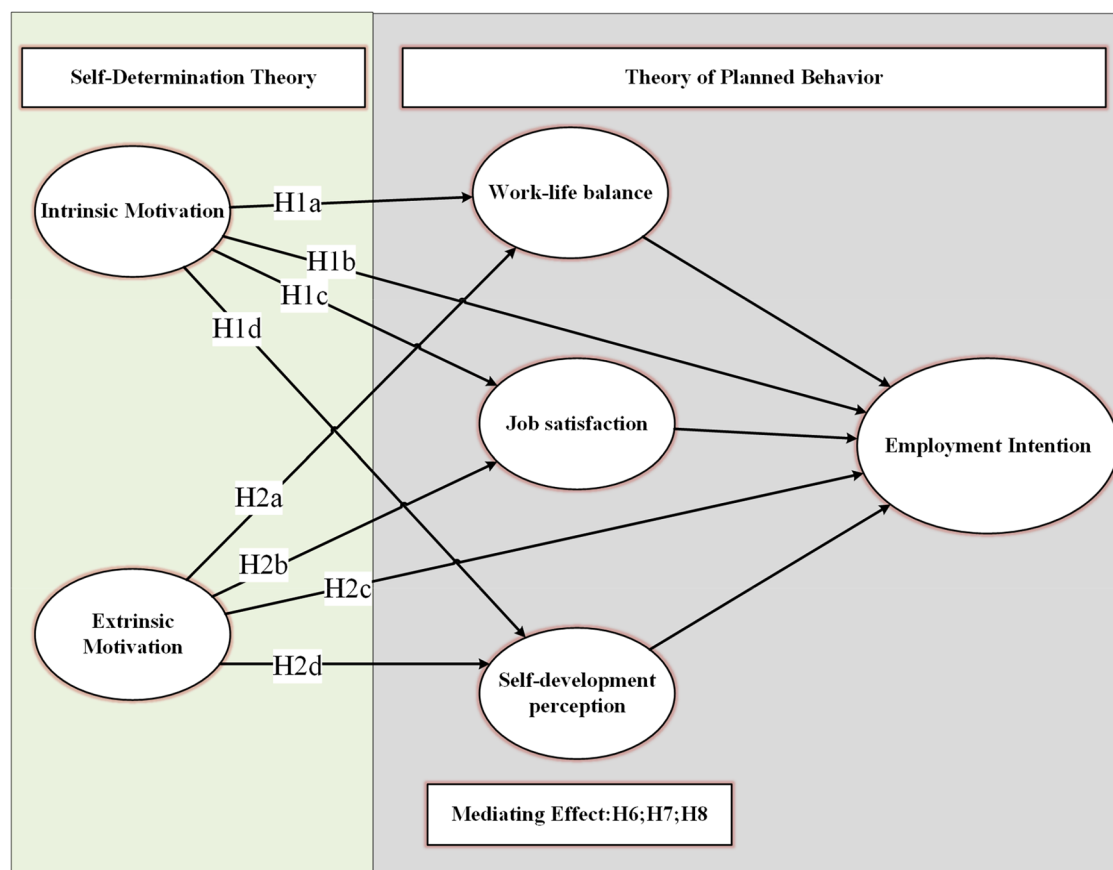 Self-Determination Theory
Theory of Planned Behavior
Intrinsic Motivation
Work-life balance
H1a
H1b
H1c
H1d
Job satisfaction
Employment Intention
H2a
H2b
H2c
H2d
Extrinsic
Motivation
Self-development
perception
Mediating Effect:H6;H7;H8